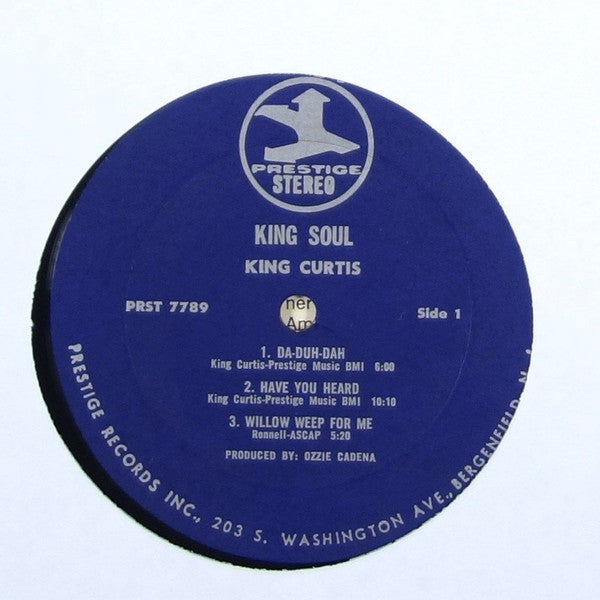 PRESTIGE
STEREO
KING SOUL
KING CURTIS
PRST 7789
Side 1
ner
1. DA-DUH-DAH
King Curtis-Prestige Music BMI 6:00
2. HAVE YOU HEARD
King Curtis-Prestige Music BMI 10:10
3. WILLOW WEEP FOR ME
Ronnell-ASCAP 5:20
PRODUCED BY: OZZIE CADENA
PRESTIGE RECORDS INC., 203 S. WASHINGTON AVE., BERGENFIELD, N.